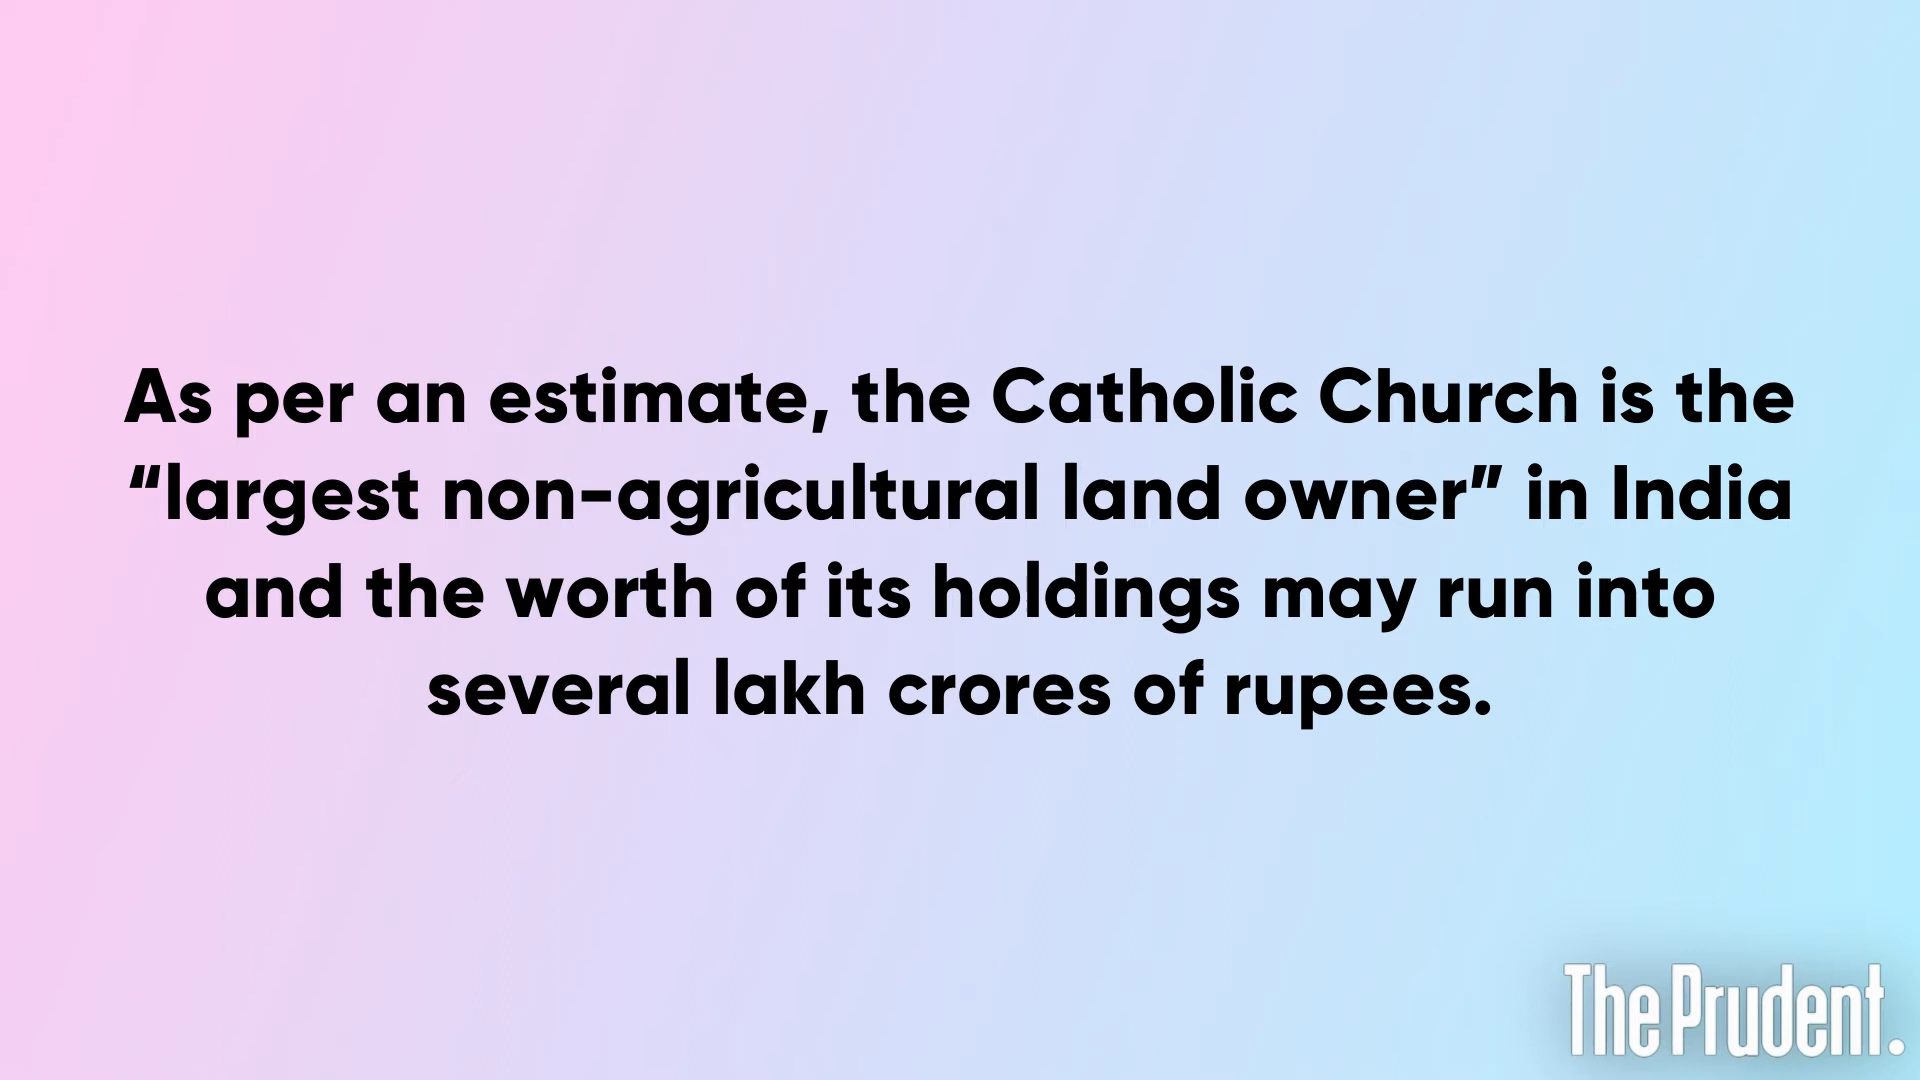 As per an estimate, the Catholic Church is the
“largest non-agricultural land owner” in India
and the worth of its holdings may run into
several lakh crores of rupees.
The Prudent.